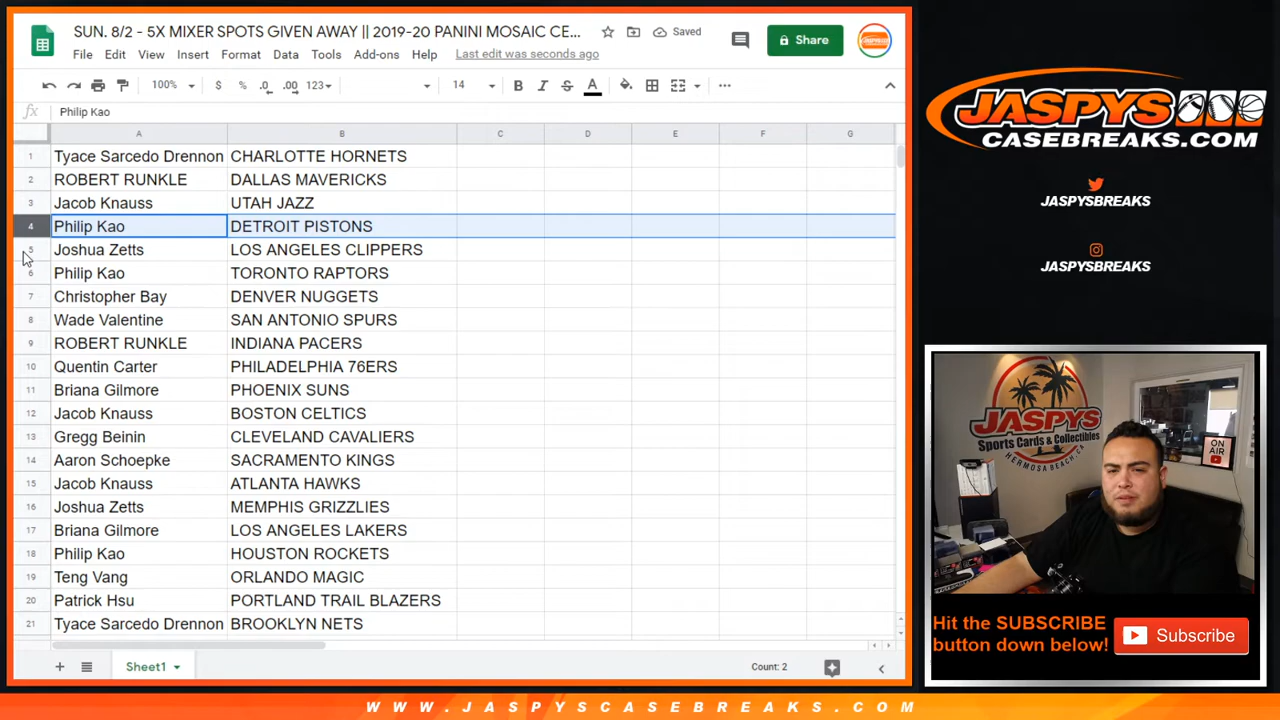 SUN. 8/2 - 5X MIXER SPOTS GIVEN AWAY || 2019-20 PANINI MOSAIC CE...
Saved
Share
File Edit View Insert Format Data Tools Add-ons Help Last edit was seconds ago
100% $ % .0 .00 123 14 B I S A
fx Philip Kao
A B C D E F G
1 Tyace Sarcedo Drennon CHARLOTTE HORNETS
2 ROBERT RUNKLE DALLAS MAVERICKS
3 Jacob Knauss UTAH JAZZ
4 Philip Kao DETROIT PISTONS
5 Joshua Zetts LOS ANGELES CLIPPERS
6 Philip Kao TORONTO RAPTORS
7 Christopher Bay DENVER NUGGETS
8 Wade Valentine SAN ANTONIO SPURS
9 ROBERT RUNKLE INDIANA PACERS
10 Quentin Carter PHILADELPHIA 76ERS
11 Briana Gilmore PHOENIX SUNS
12 Jacob Knauss BOSTON CELTICS
13 Gregg Beinin CLEVELAND CAVALIERS
14 Aaron Schoepke SACRAMENTO KINGS
15 Jacob Knauss ATLANTA HAWKS
16 Joshua Zetts MEMPHIS GRIZZLIES
17 Briana Gilmore LOS ANGELES LAKERS
18 Philip Kao HOUSTON ROCKETS
19 Teng Vang ORLANDO MAGIC
20 Patrick Hsu PORTLAND TRAIL BLAZERS
21 Tyace Sarcedo Drennon BROOKLYN NETS
Sheet1
Count: 2
JASPYS
CASEBREAKS.COM
JASPYSBREAKS
JASPYSBREAKS
JASPYS
Sports Cards & Collectibles
HERMOSA BEACH, CA
ON AIR
Hit the SUBSCRIBE
button down below!
Subscribe
WWW.JASPYSCASEBREAKS.COM